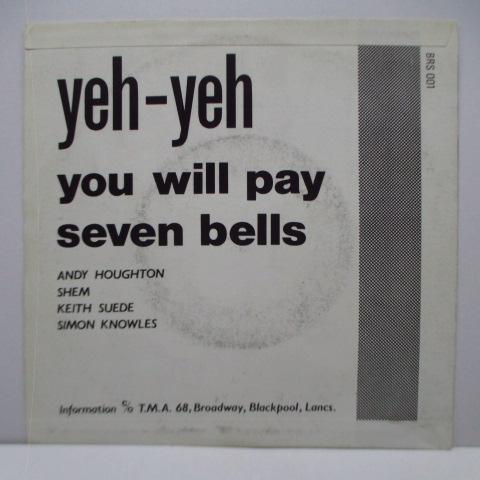 yeh-yeh
you will pay
seven bells
ANDY HOUGHTON
SHEM
KEITH SUEDE
SIMON KNOWLES
Information c/o T.M.A. 68, Broadway, Blackpool, Lancs.
BRS 001